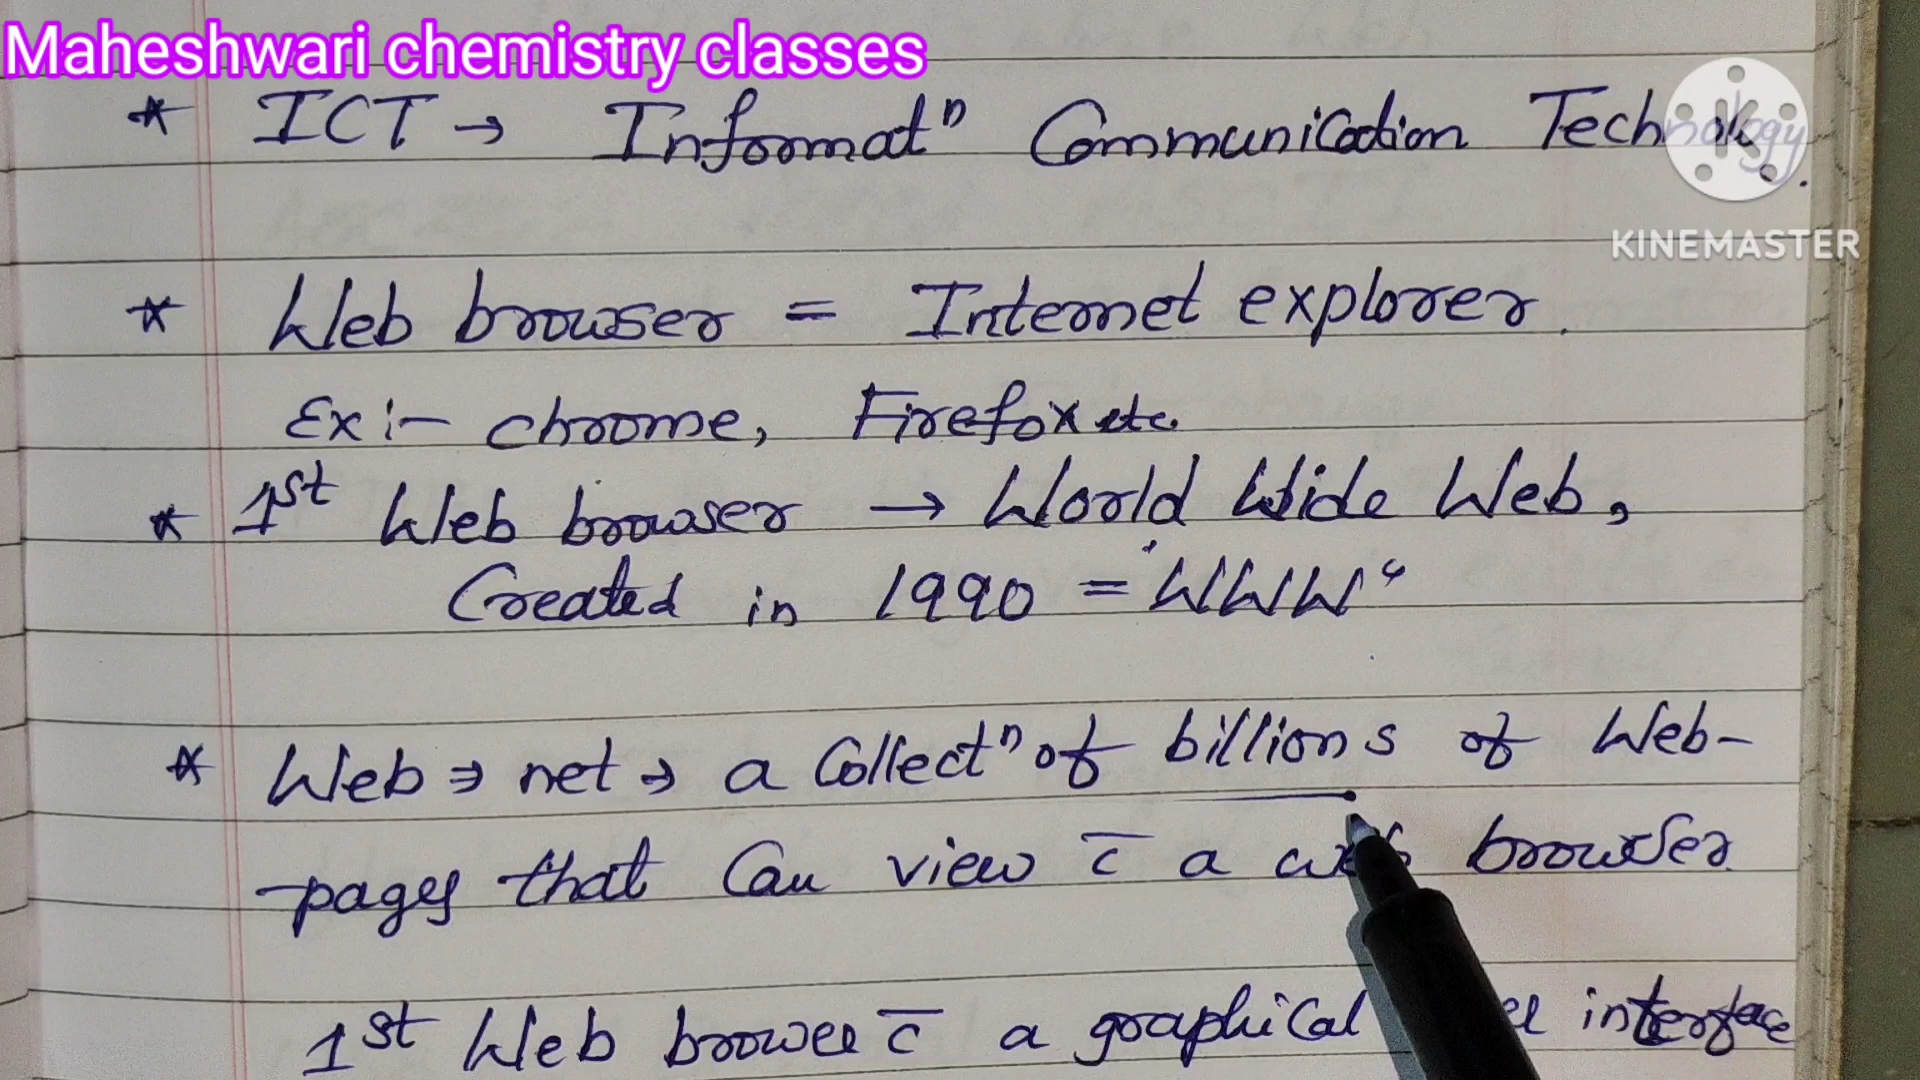 Maheshwari chemistry classes
* ICT → Informatⁿ Communication Technology.
KINEMASTER
* Web browser = Internet explorer.
Ex:- chrome, Firefox etc.
* 1st Web browser → World Wide Web,
Created in 1990 = "WWW"
* Web ⇒ net → a Collectⁿ of billions of Web-
pages that Can view c̅ a web browser.
1st Web browser c̅ a graphical interface